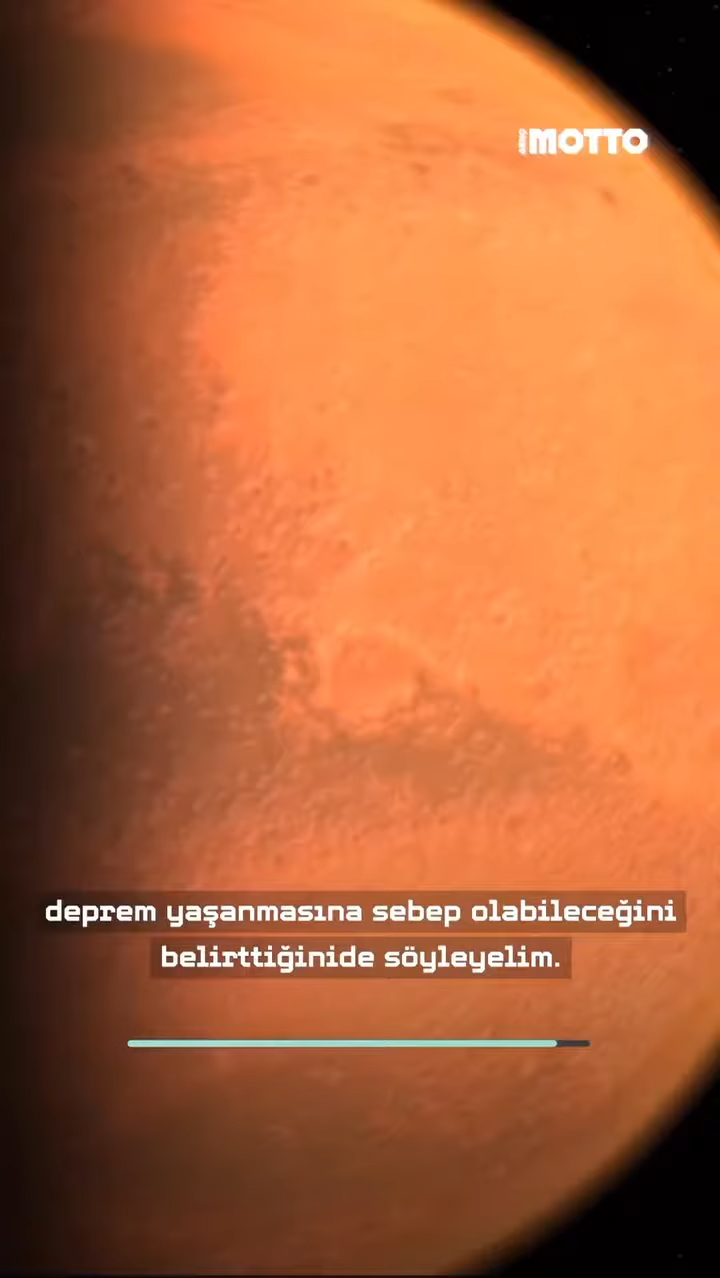 MOTTO
deprem yaşanmasına sebep olabileceğini
belirttiğinide söyleyelim.